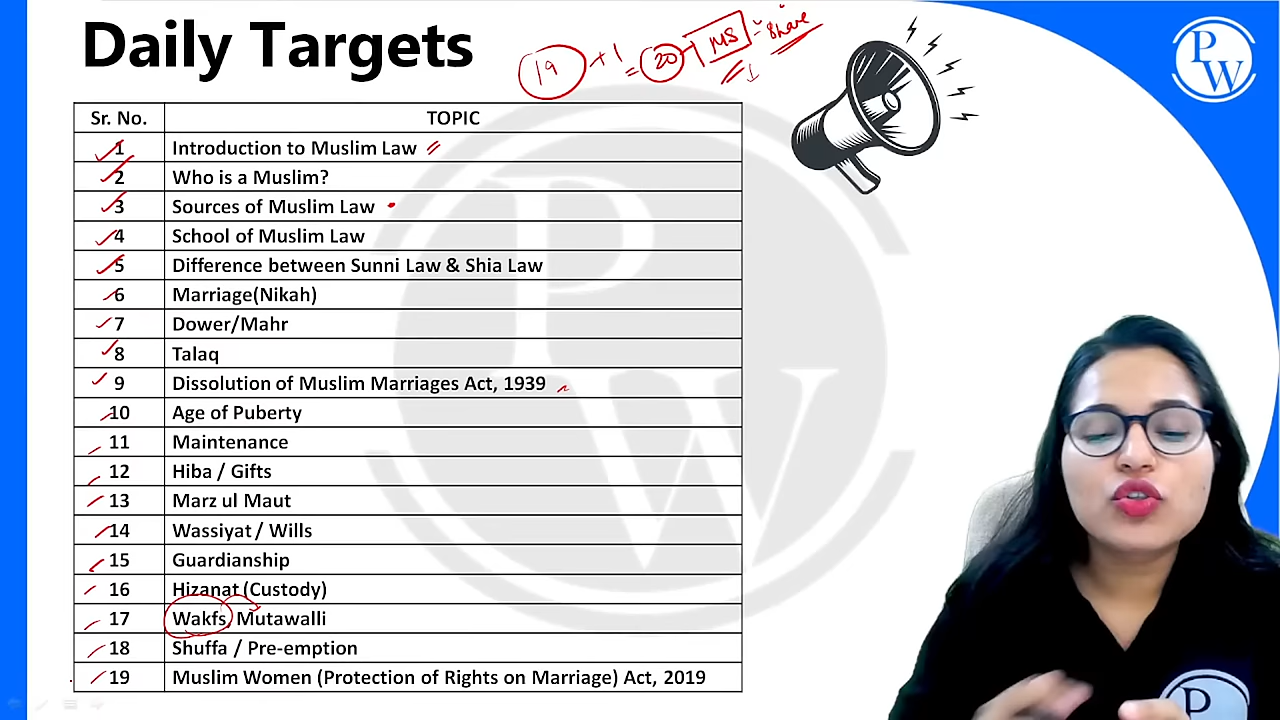 Daily Targets
19 + 1 = 20 MS - Share
P
W
Sr. No. TOPIC
1 Introduction to Muslim Law
2 Who is a Muslim?
3 Sources of Muslim Law
4 School of Muslim Law
5 Difference between Sunni Law & Shia Law
6 Marriage(Nikah)
7 Dower/Mahr
8 Talaq
9 Dissolution of Muslim Marriages Act, 1939
10 Age of Puberty
11 Maintenance
12 Hiba / Gifts
13 Marz ul Maut
14 Wassiyat / Wills
15 Guardianship
16 Hizanat (Custody)
17 Wakfs, Mutawalli
18 Shuffa / Pre-emption
19 Muslim Women (Protection of Rights on Marriage) Act, 2019
P
W
P
W